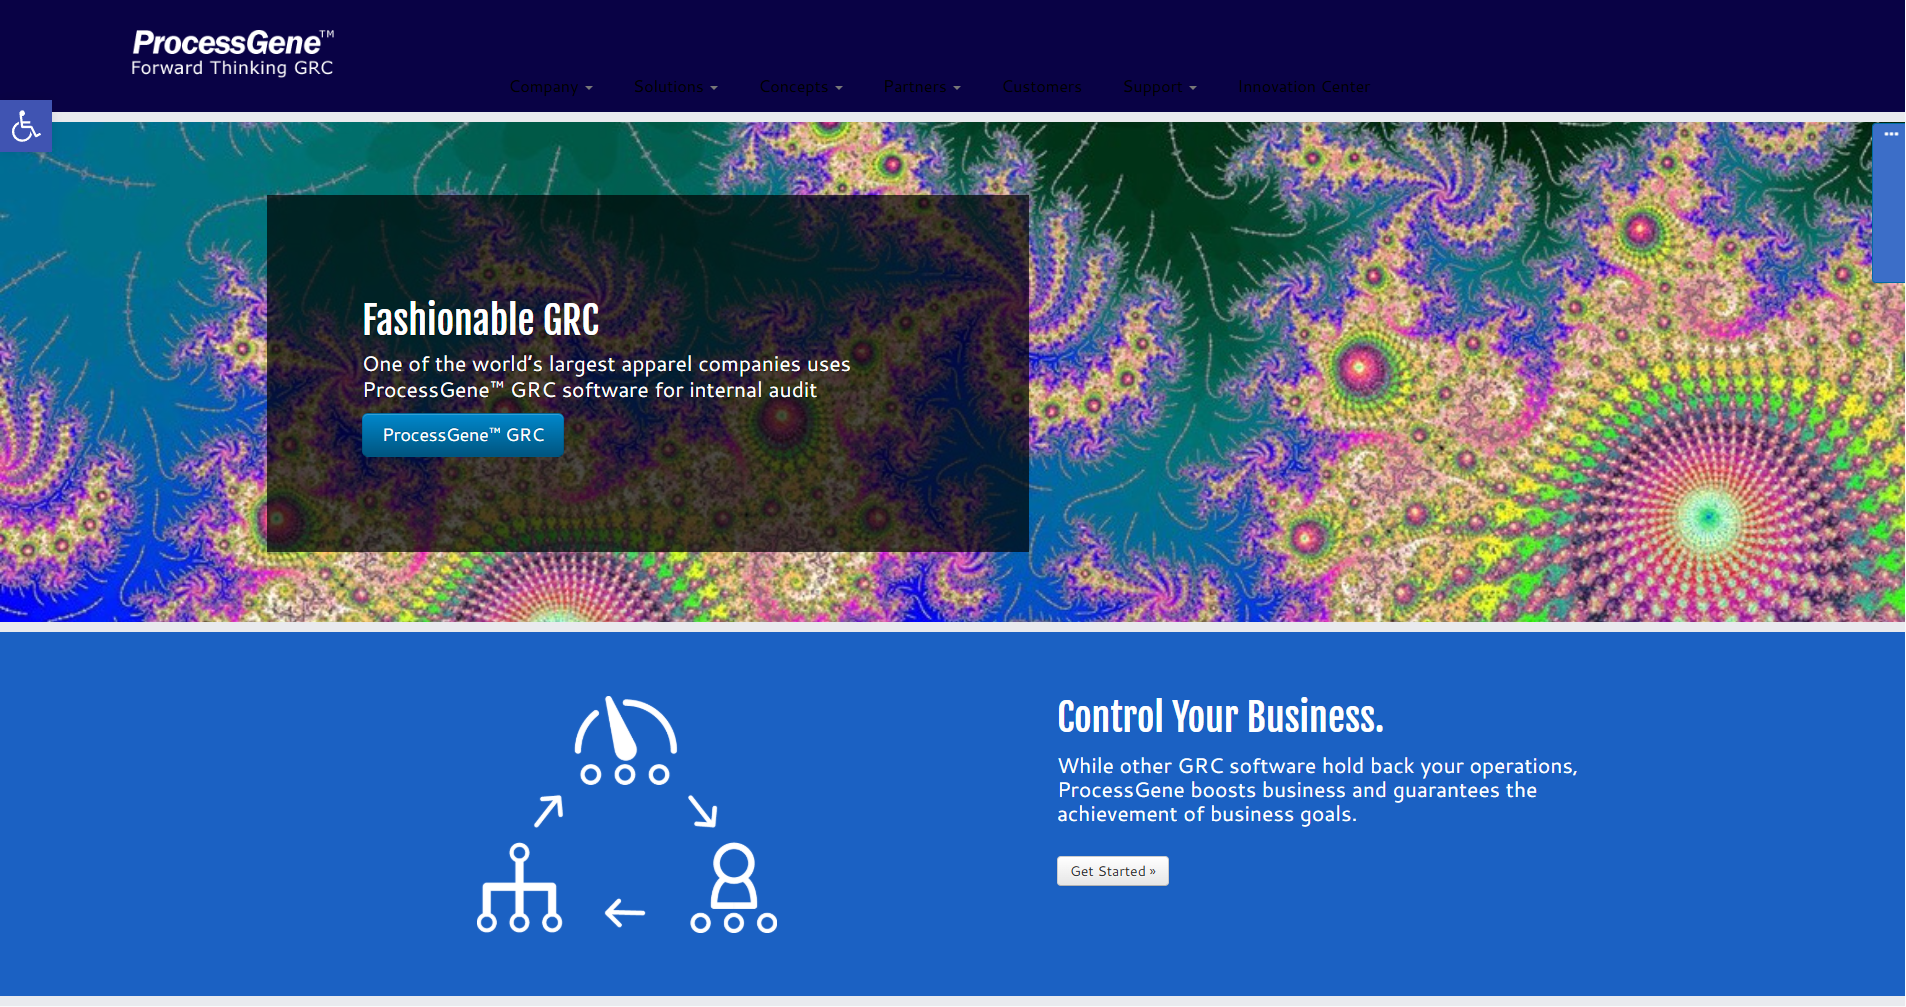 ProcessGene™
Forward Thinking GRC
Company
Solutions
Concepts
Partners
Customers
Support
Innovation Center
Fashionable GRC
One of the world's largest apparel companies uses
ProcessGene™ GRC software for internal audit
ProcessGene™ GRC
Control Your Business.
While other GRC software hold back your operations,
ProcessGene boosts business and guarantees the
achievement of business goals.
Get Started »